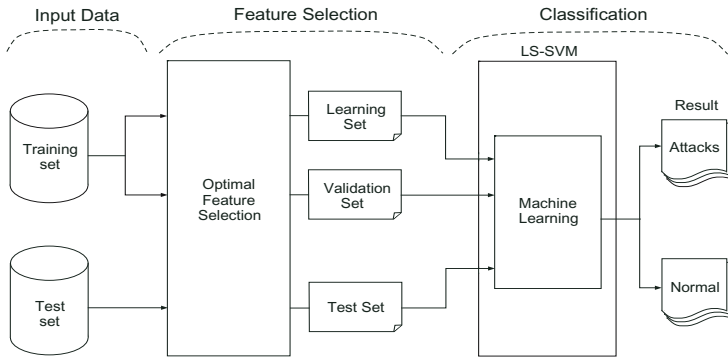 Input Data
Feature Selection
Classification
LS-SVM
Training
set
Test
set
Optimal
Feature
Selection
Learning
Set
Validation
Set
Test Set
Machine
Learning
Result
Attacks
Normal